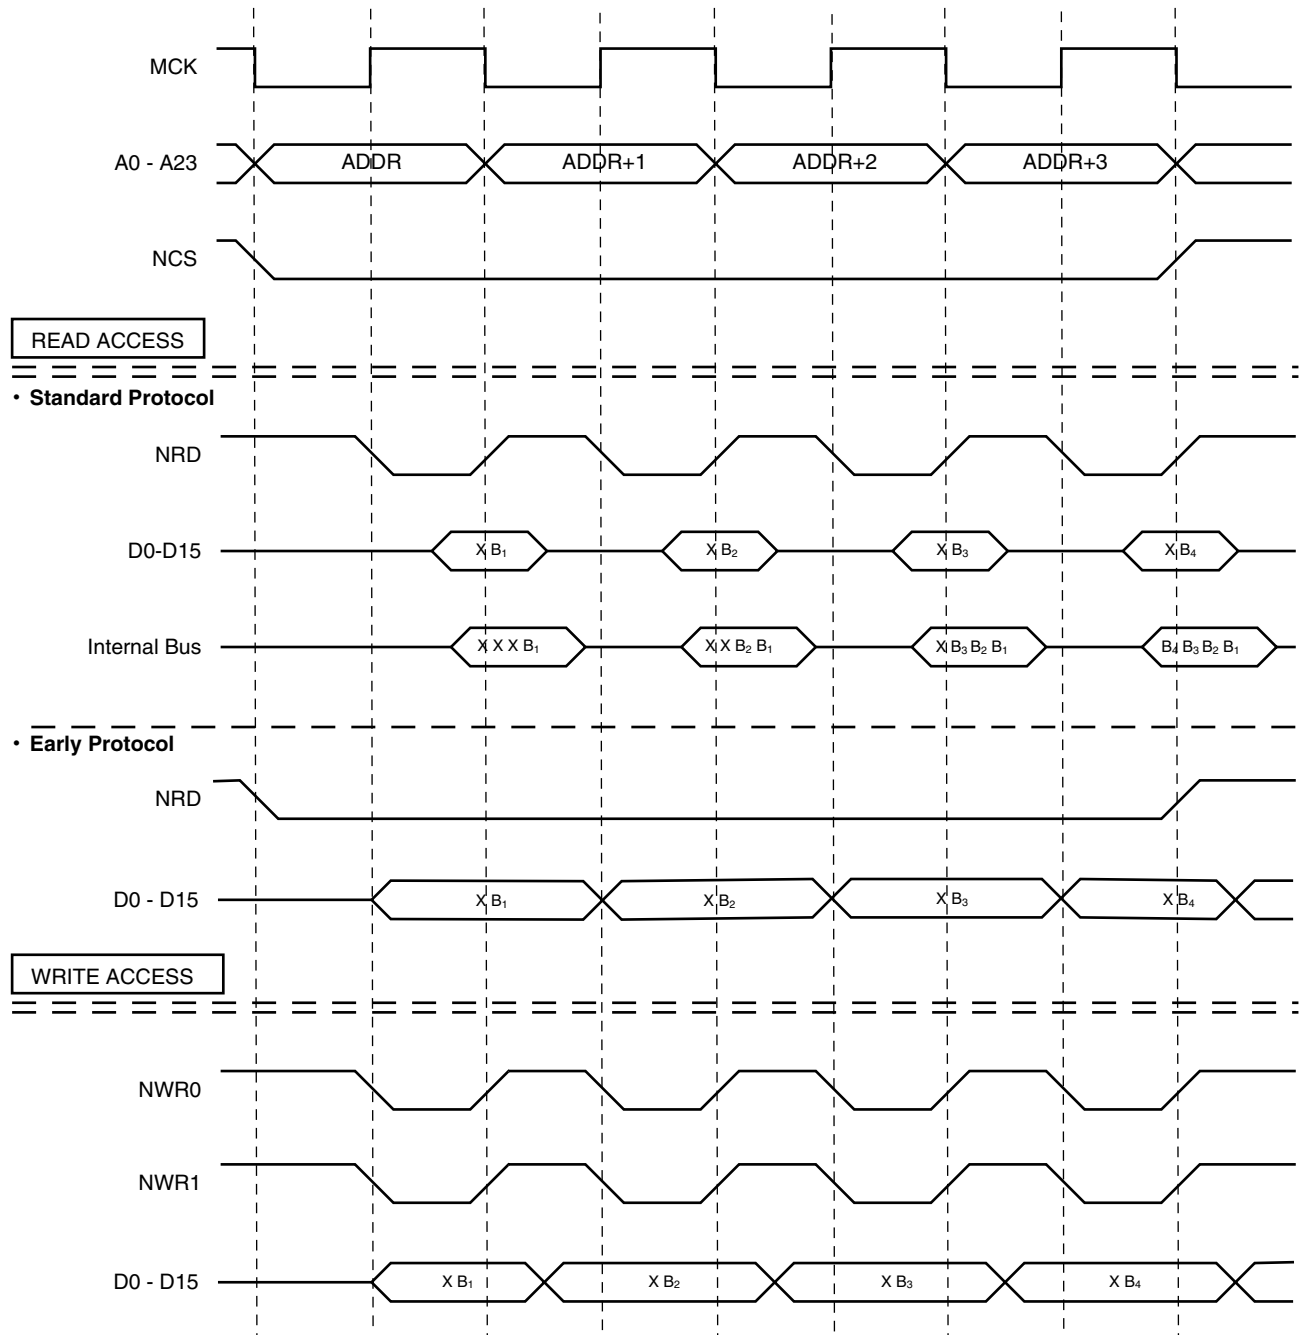 MCK
A0 - A23 ADDR ADDR+1 ADDR+2 ADDR+3
NCS
READ ACCESS
• Standard Protocol
NRD
D0-D15 X B₁ X B₂ X B₃ X B₄
Internal Bus X X X B₁ X X B₂ B₁ X B₃ B₂ B₁ B₄ B₃ B₂ B₁
• Early Protocol
NRD
D0 - D15 X B₁ X B₂ X B₃ X B₄
WRITE ACCESS
NWR0
NWR1
D0 - D15 X B₁ X B₂ X B₃ X B₄